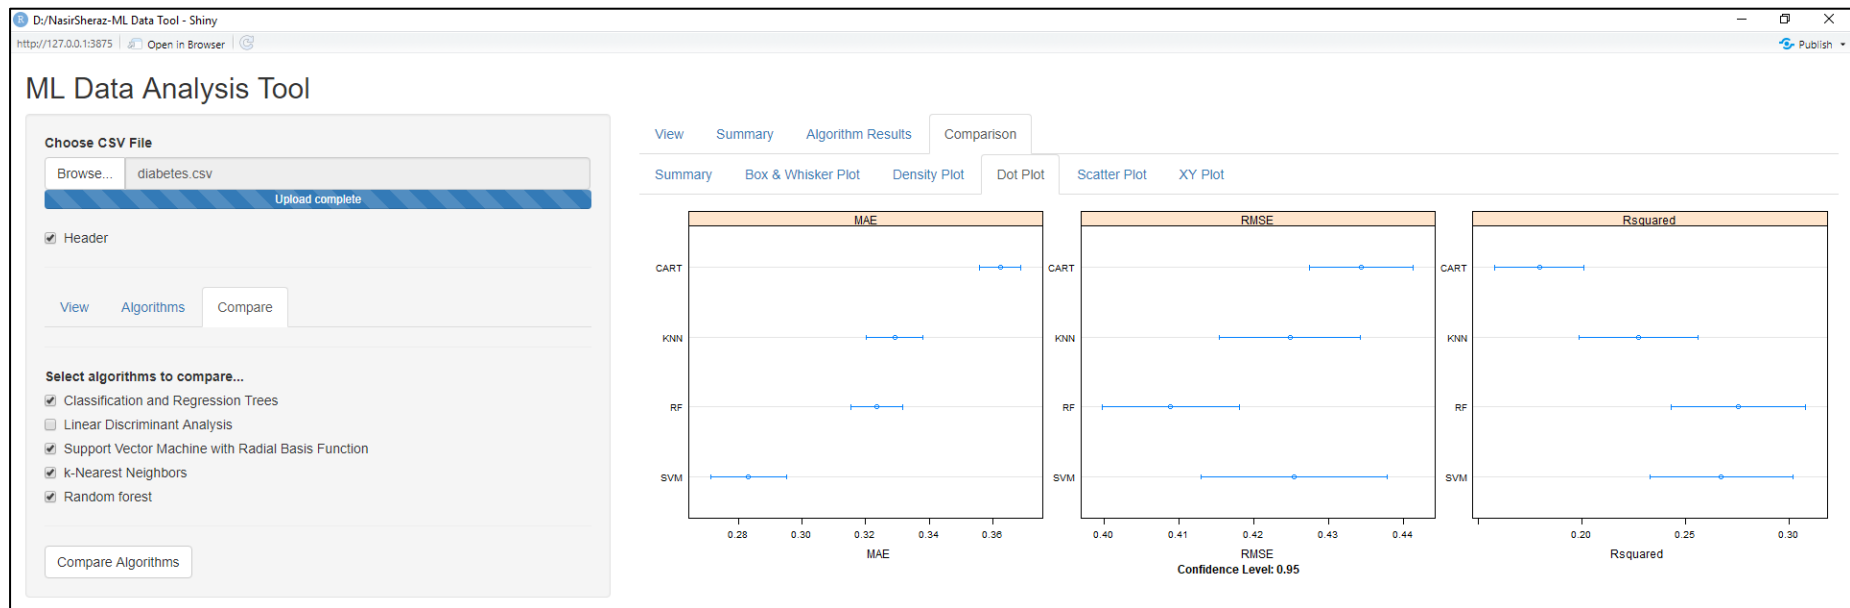 D:/NasirSheraz-ML Data Tool - Shiny
http://127.0.0.1:3875 Open in Browser Publish
ML Data Analysis Tool
Choose CSV File
Browse... diabetes.csv
Upload complete
Header
View Algorithms Compare
Select algorithms to compare...
Classification and Regression Trees
Linear Discriminant Analysis
Support Vector Machine with Radial Basis Function
k-Nearest Neighbors
Random forest
Compare Algorithms
View Summary Algorithm Results Comparison
Summary Box & Whisker Plot Density Plot Dot Plot Scatter Plot XY Plot
MAE
CART
KNN
RF
SVM
0.28 0.30 0.32 0.34 0.36
MAE
RMSE
CART
KNN
RF
SVM
0.40 0.41 0.42 0.43 0.44
RMSE
Confidence Level: 0.95
Rsquared
CART
KNN
RF
SVM
0.20 0.25 0.30
Rsquared